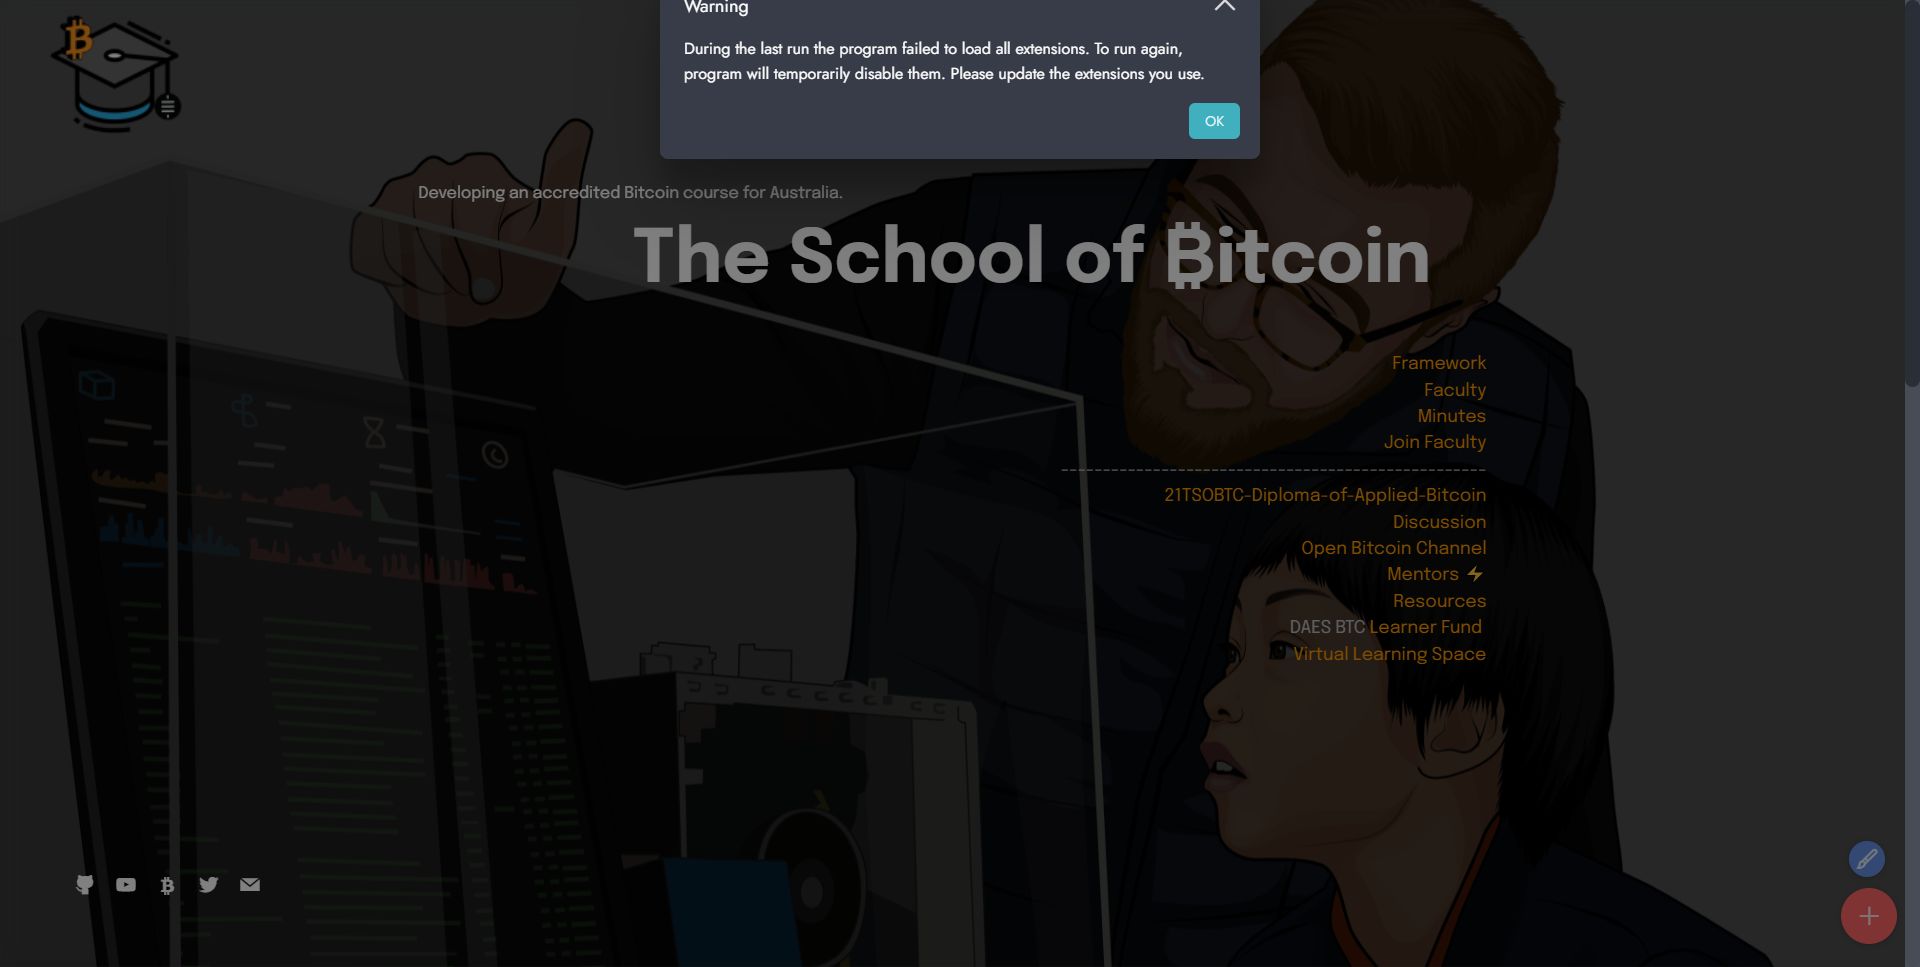 Warning
During the last run the program failed to load all extensions. To run again,
program will temporarily disable them. Please update the extensions you use.
OK
Developing an accredited Bitcoin course for Australia.
The School of ₿itcoin
Framework
Faculty
Minutes
Join Faculty
---------------------------------------------------
21TSOBTC-Diploma-of-Applied-Bitcoin
Discussion
Open Bitcoin Channel
Mentors ⚡
Resources
DAES BTC Learner Fund
Virtual Learning Space